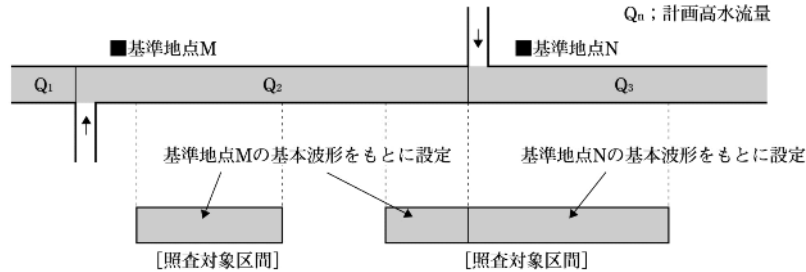 Qn；計画高水流量
■基準地点M
■基準地点N
Q1
Q2
Q3
基準地点Mの基本波形をもとに設定
基準地点Nの基本波形をもとに設定
[照査対象区間]
[照査対象区間]